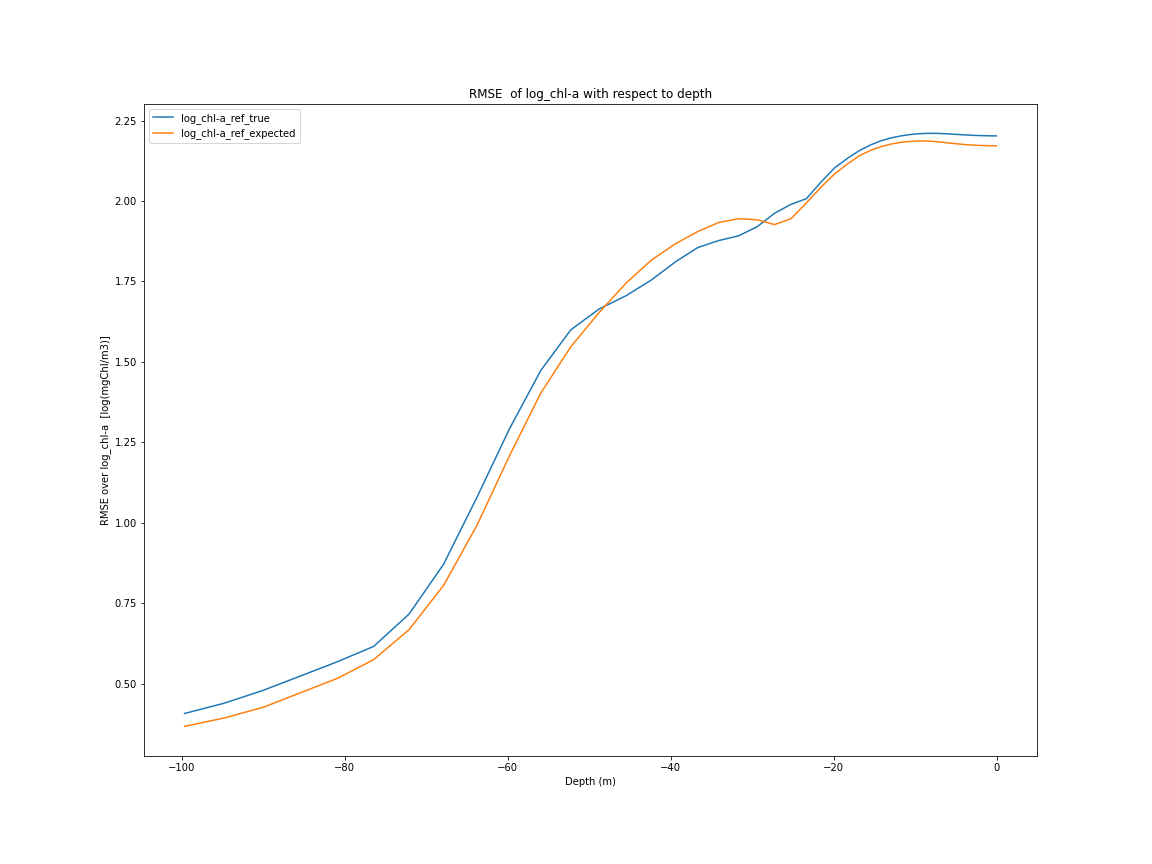 RMSE  of log_chl-a with respect to depth
log_chl-a_ref_true
log_chl-a_ref_expected
2.25
2.00
1.75
1.50
1.25
1.00
0.75
0.50
RMSE over log_chl-a  [log(mgChl/m3)]
−100 −80 −60 −40 −20 0
Depth (m)